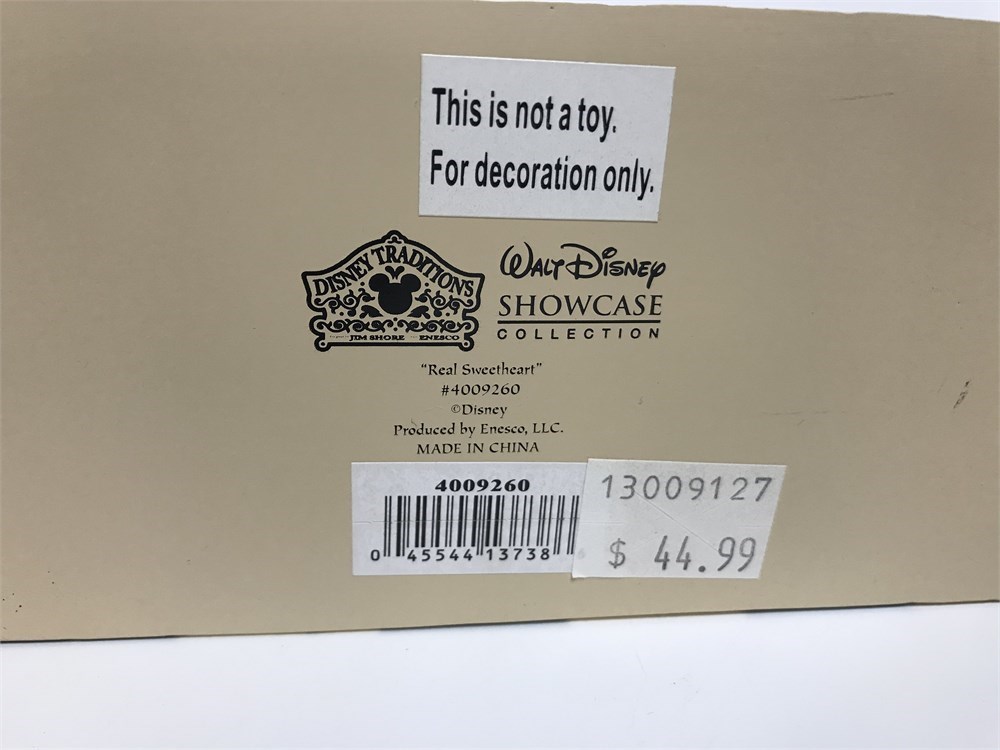 This is not a toy.
For decoration only.
DISNEY TRADITIONS
JIM SHORE
ENESCO
WALT DISNEY
SHOWCASE
COLLECTION
"Real Sweetheart"
#4009260
©Disney
Produced by Enesco, LLC.
MADE IN CHINA
4009260
0 45544 13738
13009127
$ 44.99